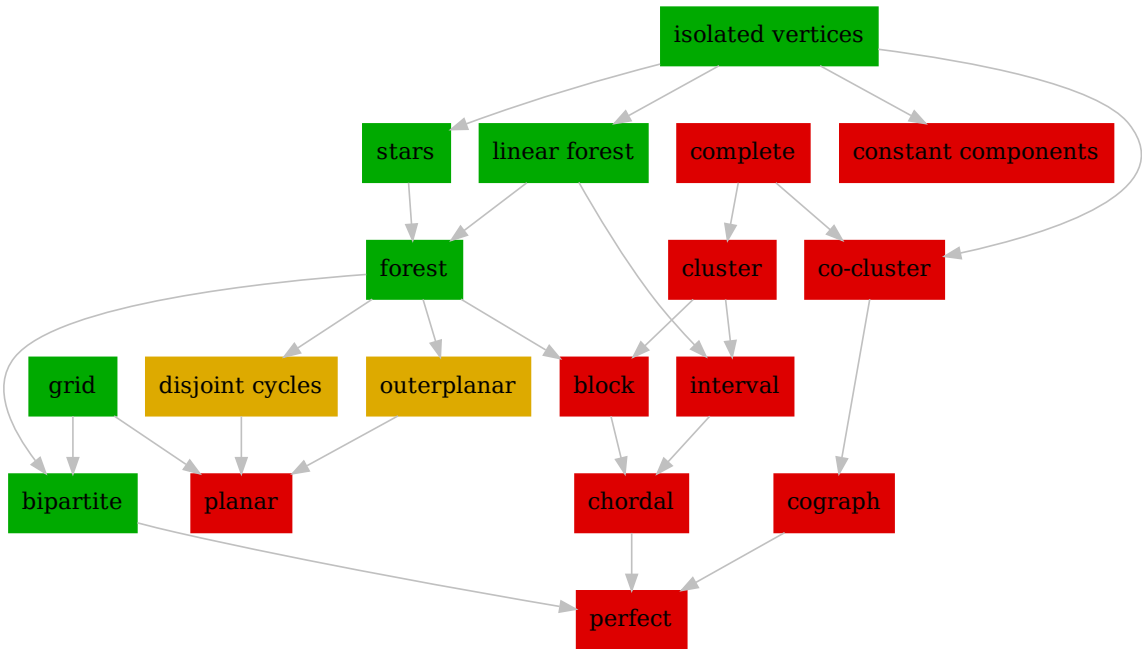 isolated vertices
stars
linear forest
complete
constant components
forest
cluster
co-cluster
grid
disjoint cycles
outerplanar
block
interval
bipartite
planar
chordal
cograph
perfect